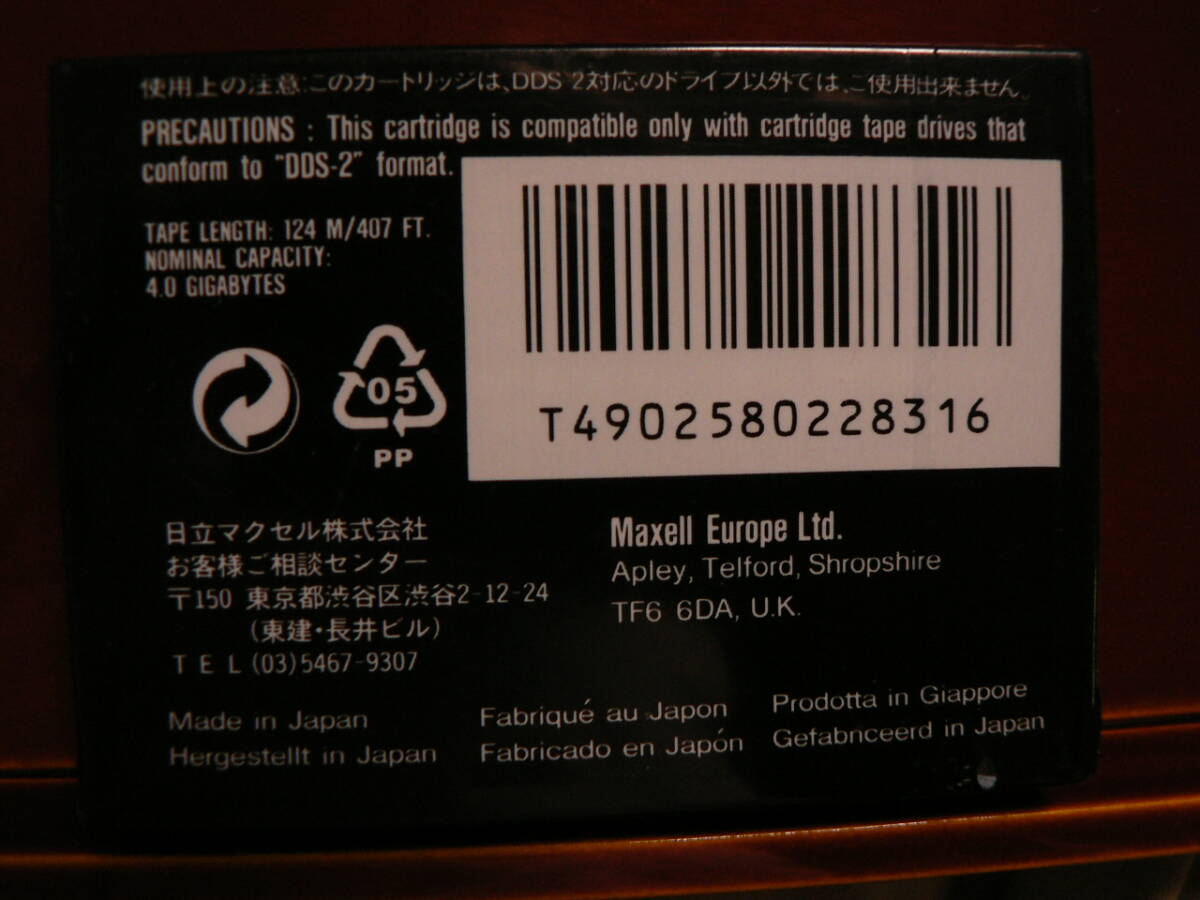 使用上の注意:このカートリッジは、DDS 2対応のドライブ以外では、ご使用出来ません。
PRECAUTIONS : This cartridge is compatible only with cartridge tape drives that
conform to "DDS-2" format.
TAPE LENGTH: 124 M/407 FT.
NOMINAL CAPACITY:
4.0 GIGABYTES
05
PP
T4902580228316
日立マクセル株式会社
お客様ご相談センター
〒150 東京都渋谷区渋谷2-12-24
(東建・長井ビル)
TEL(03)5467-9307
Maxell Europe Ltd.
Apley, Telford, Shropshire
TF6 6DA, U.K.
Made in Japan
Hergestellt in Japan
Fabriqué au Japon
Fabricado en Japón
Prodotta in Giappore
Gefabnceerd in Japan